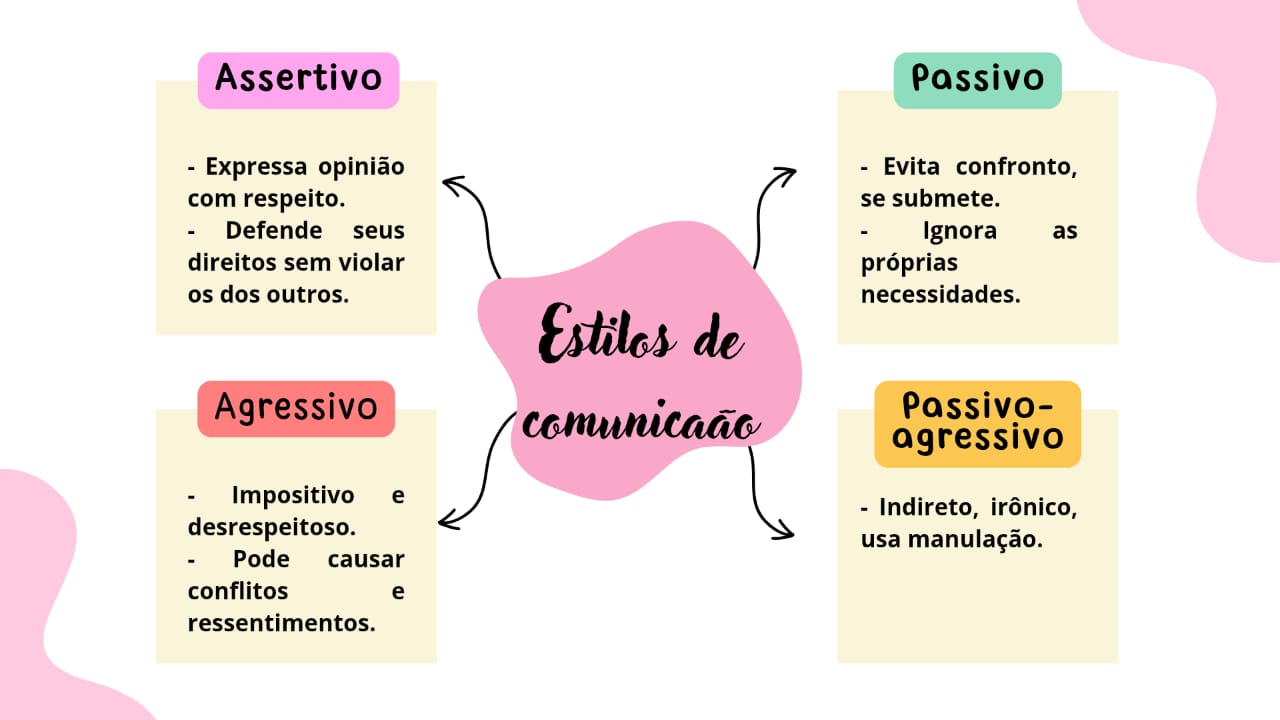 Assertivo
- Expressa opinião
com respeito.
- Defende seus
direitos sem violar
os dos outros.
Passivo
- Evita confronto,
se submete.
- Ignora as
próprias
necessidades.
Estilos de
comunicaão
Agressivo
- Impositivo e
desrespeitoso.
- Pode causar
conflitos e
ressentimentos.
Passivo-
agressivo
- Indireto, irônico,
usa manulação.